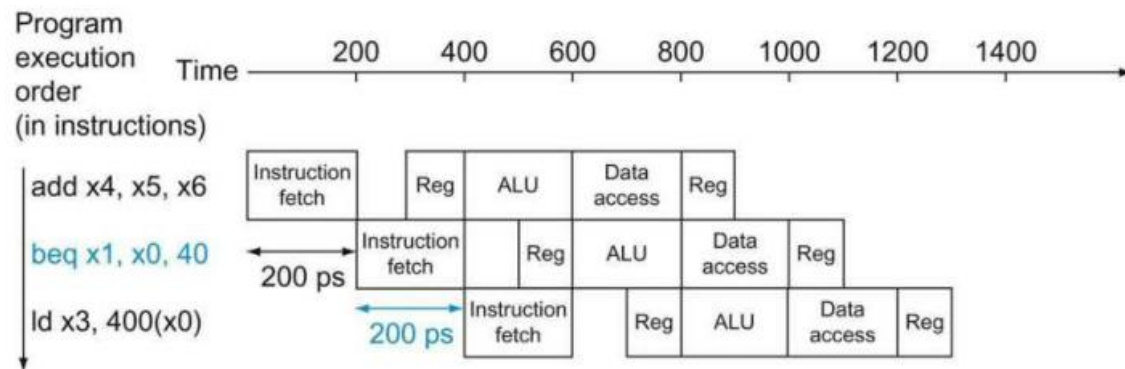 Program
execution
order
(in instructions)
Time
200 400 600 800 1000 1200 1400
add x4, x5, x6
Instruction
fetch
Reg
ALU
Data
access
Reg
beq x1, x0, 40
200 ps
Instruction
fetch
Reg
ALU
Data
access
Reg
ld x3, 400(x0)
200 ps
Instruction
fetch
Reg
ALU
Data
access
Reg